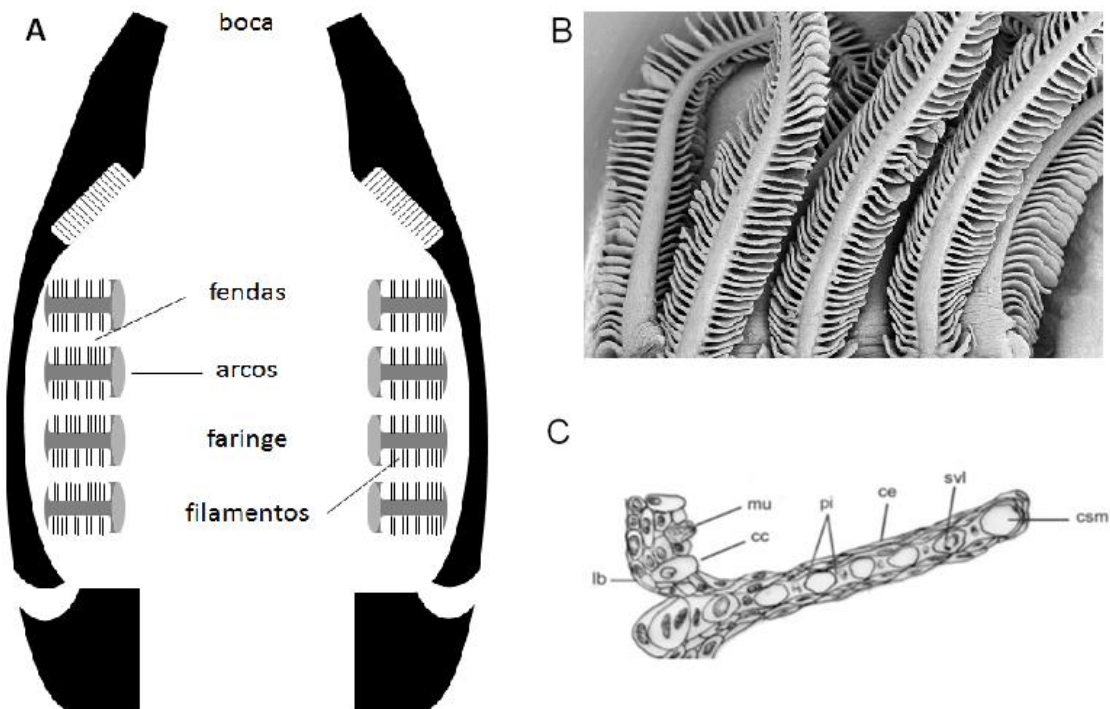 A
boca
fendas
arcos
faringe
filamentos
B
C
mu
cc
lb
pi
ce
svl
csm